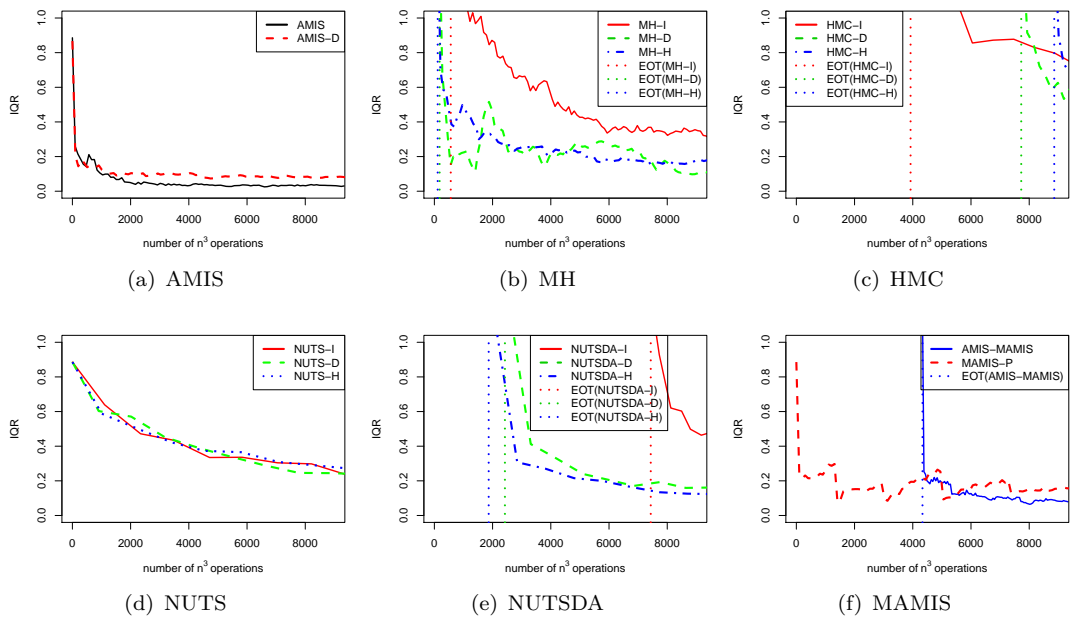 AMIS
AMIS−D
IQR
0.0 0.2 0.4 0.6 0.8 1.0
0 2000 4000 6000 8000
number of n³ operations
(a) AMIS
MH−I
MH−D
MH−H
EOT(MH−I)
EOT(MH−D)
EOT(MH−H)
IQR
0.0 0.2 0.4 0.6 0.8 1.0
0 2000 4000 6000 8000
number of n³ operations
(b) MH
HMC−I
HMC−D
HMC−H
EOT(HMC−I)
EOT(HMC−D)
EOT(HMC−H)
IQR
0.0 0.2 0.4 0.6 0.8 1.0
0 2000 4000 6000 8000
number of n³ operations
(c) HMC
NUTS−I
NUTS−D
NUTS−H
IQR
0.0 0.2 0.4 0.6 0.8 1.0
0 2000 4000 6000 8000
number of n³ operations
(d) NUTS
NUTSDA−I
NUTSDA−D
NUTSDA−H
EOT(NUTSDA−I)
EOT(NUTSDA−D)
EOT(NUTSDA−H)
IQR
0.0 0.2 0.4 0.6 0.8 1.0
0 2000 4000 6000 8000
number of n³ operations
(e) NUTSDA
AMIS−MAMIS
MAMIS−P
EOT(AMIS−MAMIS)
IQR
0.0 0.2 0.4 0.6 0.8 1.0
0 2000 4000 6000 8000
number of n³ operations
(f) MAMIS